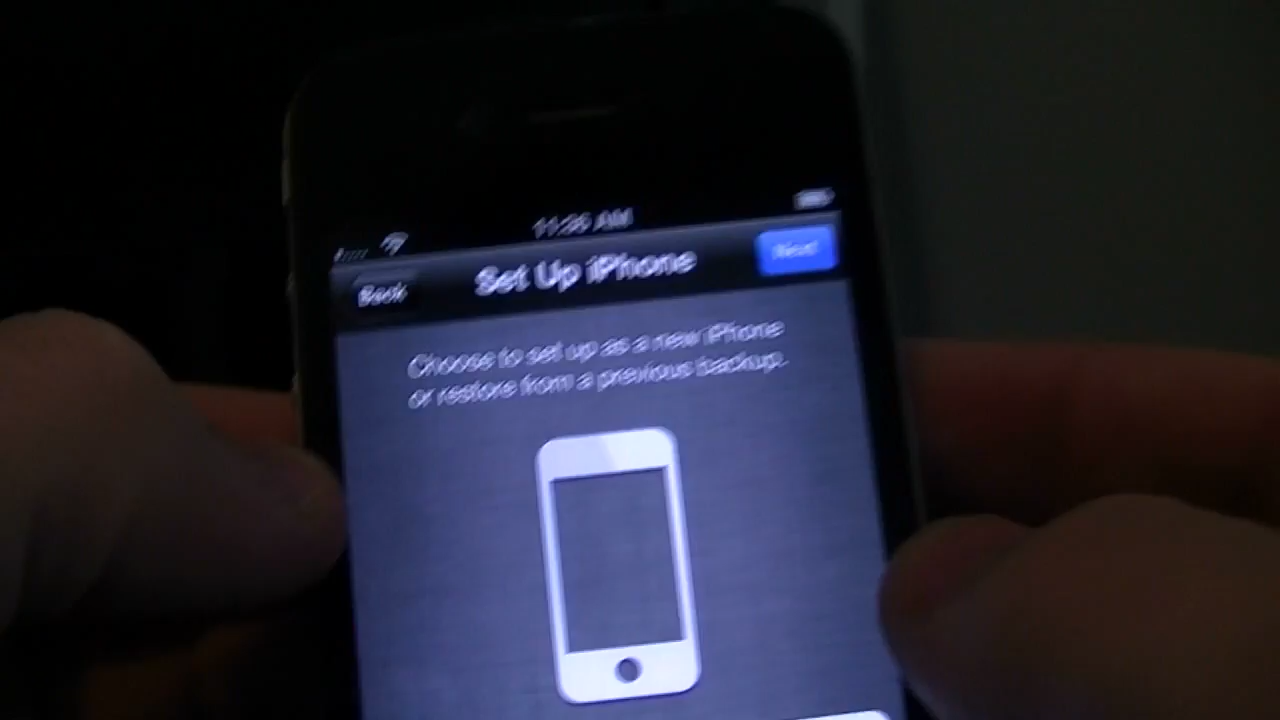 11:36 AM
Back
Set Up iPhone
Next
Choose to set up as a new iPhone
or restore from a previous backup.